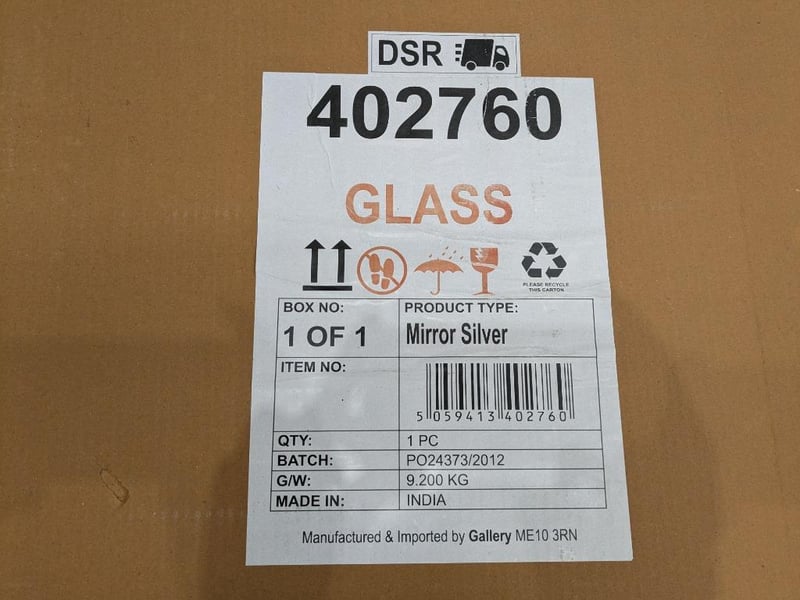 DSR
402760
GLASS
PLEASE RECYCLE
THIS CARTON
BOX NO: PRODUCT TYPE:
1 OF 1 Mirror Silver
ITEM NO:
5 059413 402760
QTY: 1 PC
BATCH: PO24373/2012
G/W: 9.200 KG
MADE IN: INDIA
Manufactured & Imported by Gallery ME10 3RN